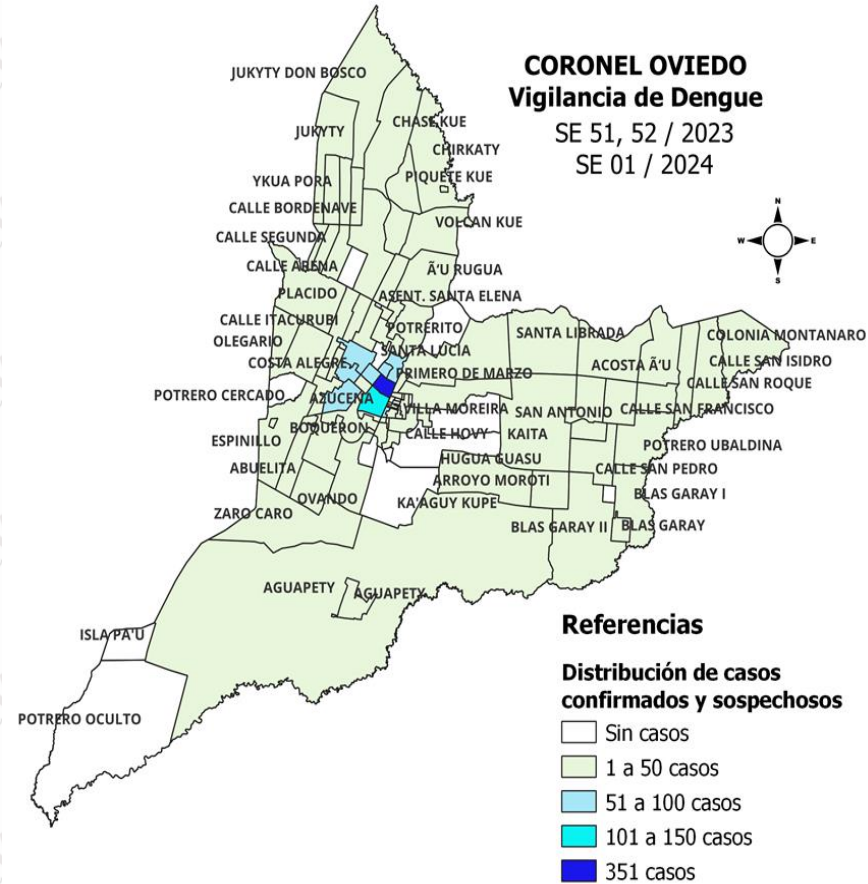 CORONEL OVIEDO
Vigilancia de Dengue
SE 51, 52 / 2023
SE 01 / 2024
N
W
E
S
JUKYTY DON BOSCO
JUKYTY
CHASE KUE
CHIRKATY
PIQUETE KUE
YKUA PORA
CALLE BORDENAVE
VOLCAN KUE
CALLE SEGUNDA
CALLE ARENA
Ã'U RUGUA
PLACIDO
ASENT. SANTA ELENA
CALLE ITACURUBI
POTRERITO
SANTA LIBRADA
COLONIA MONTANARO
OLEGARIO
SANTA LUCIA
COSTA ALEGRE
PRIMERO DE MARZO
ACOSTA Ã'U
CALLE SAN ISIDRO
CALLE SAN ROQUE
POTRERO CERCADO
AZUCENA
VILLA MOREIRA
SAN ANTONIO
CALLE SAN FRANCISCO
BOQUERON
CALLE HOVY
KAITA
ESPINILLO
POTRERO UBALDINA
HUGUA GUASU
ABUELITA
CALLE SAN PEDRO
ARROYO MOROTI
OVANDO
KA'AGUY KUPE
BLAS GARAY I
ZARO CARO
BLAS GARAY II
BLAS GARAY
AGUAPETY
AGUAPETY
ISLA PA'U
POTRERO OCULTO
Referencias
Distribución de casos
confirmados y sospechosos
Sin casos
1 a 50 casos
51 a 100 casos
101 a 150 casos
351 casos